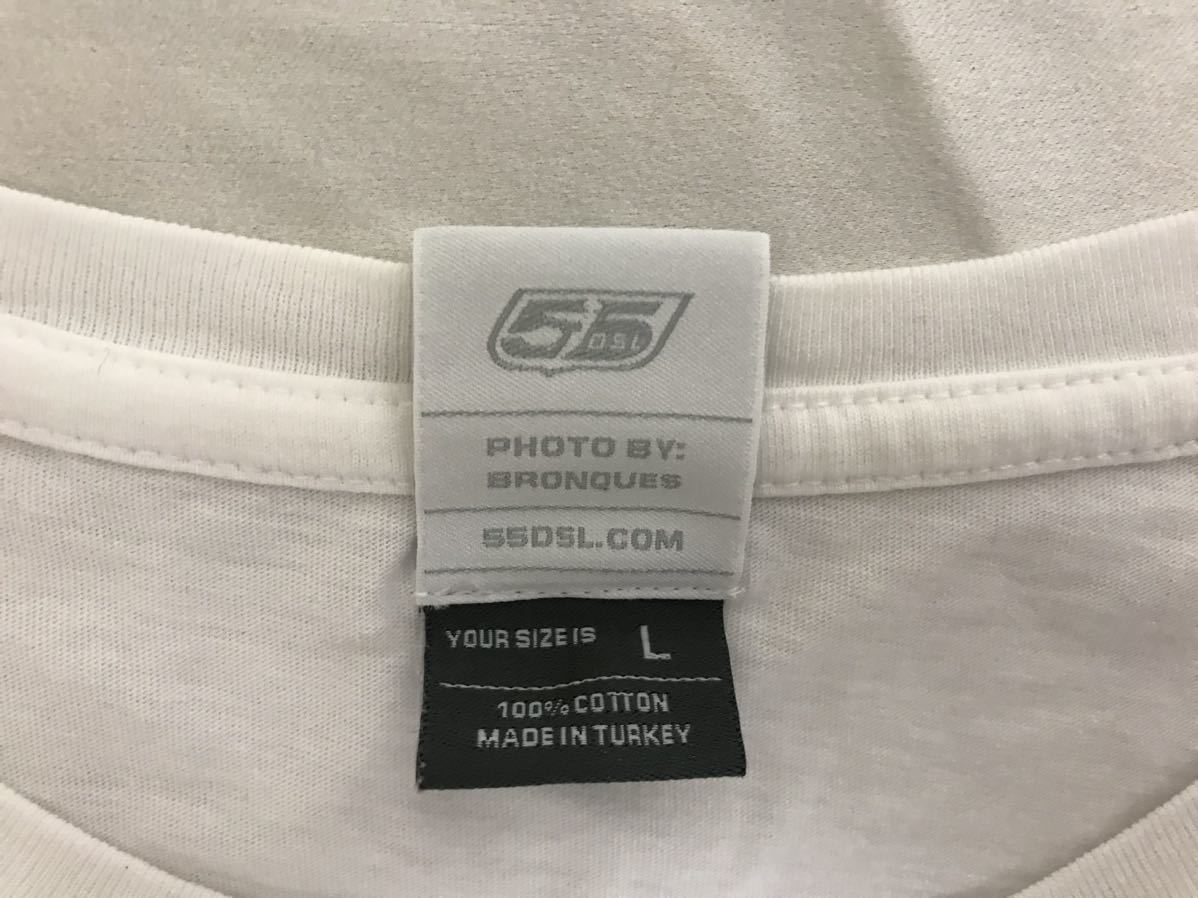 55
DSL
PHOTO BY:
BRONQUES
55DSL.COM
YOUR SIZE IS L
100% COTTON
MADE IN TURKEY